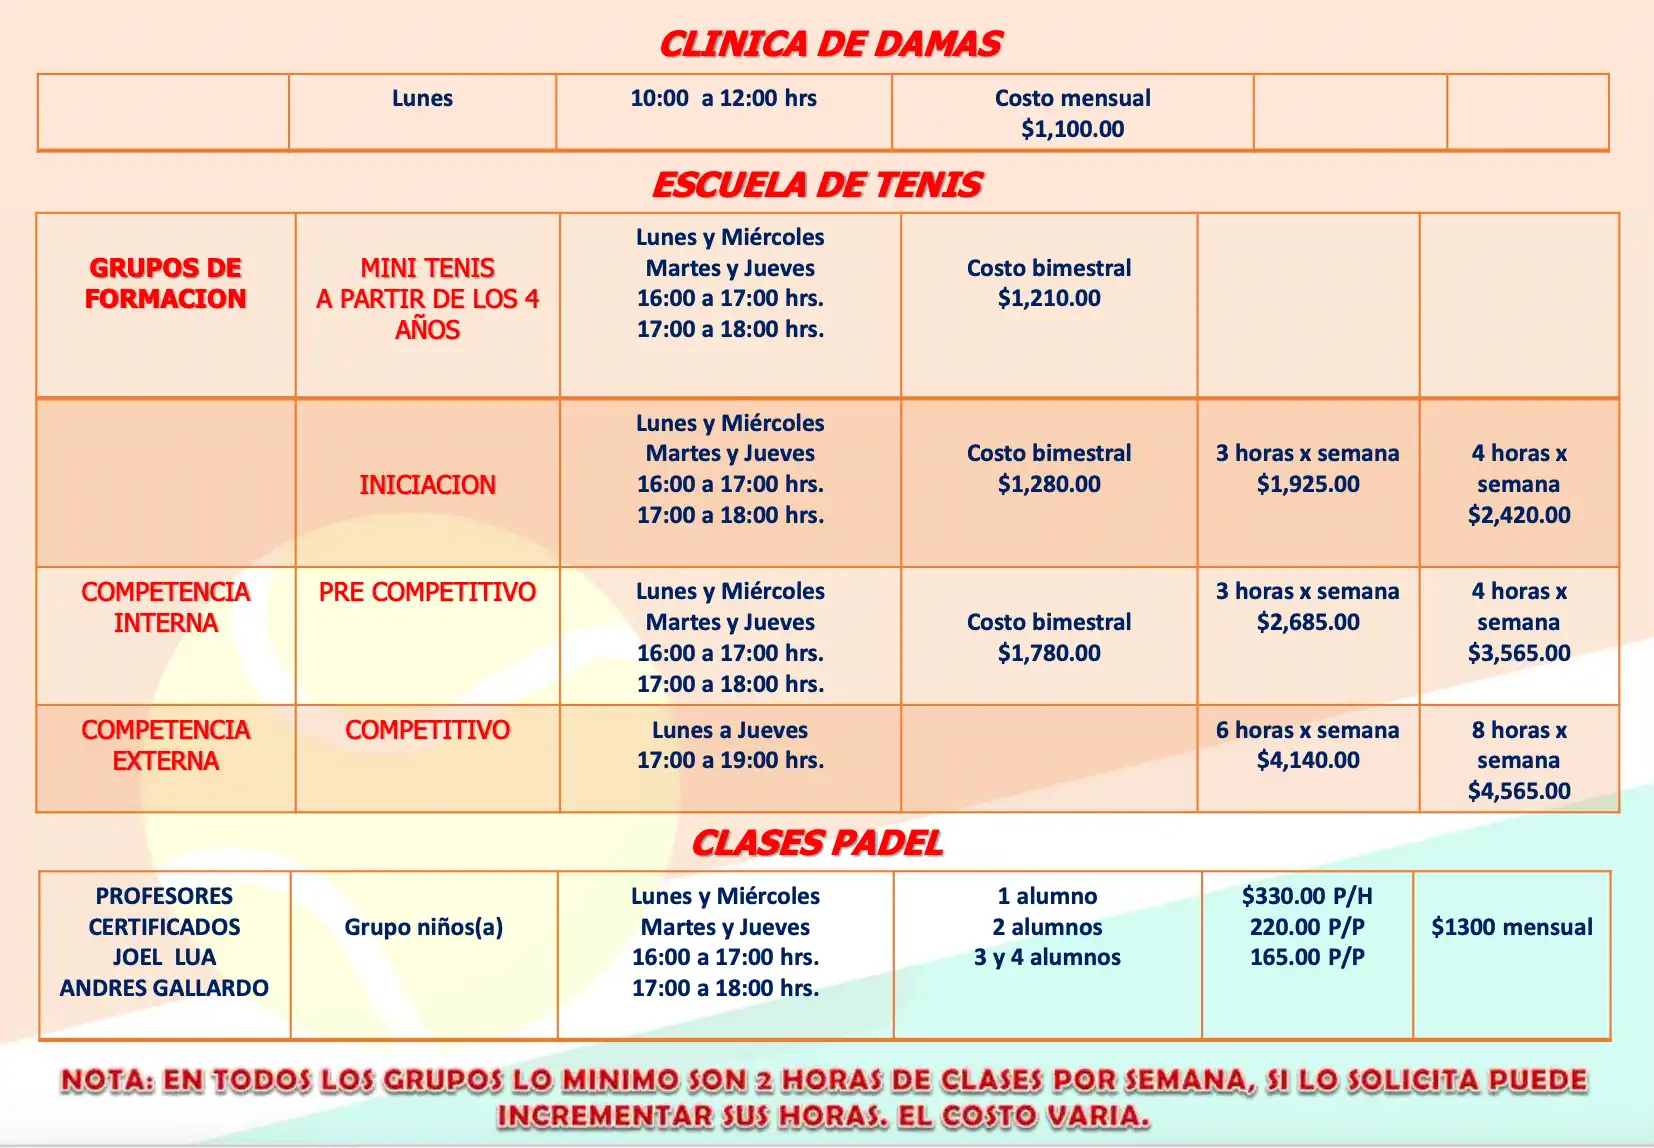 CLINICA DE DAMAS
Lunes
10:00 a 12:00 hrs
Costo mensual
$1,100.00
ESCUELA DE TENIS
GRUPOS DE
FORMACION
MINI TENIS
A PARTIR DE LOS 4
AÑOS
Lunes y Miércoles
Martes y Jueves
16:00 a 17:00 hrs.
17:00 a 18:00 hrs.
Costo bimestral
$1,210.00
INICIACION
Lunes y Miércoles
Martes y Jueves
16:00 a 17:00 hrs.
17:00 a 18:00 hrs.
Costo bimestral
$1,280.00
3 horas x semana
$1,925.00
4 horas x
semana
$2,420.00
COMPETENCIA
INTERNA
PRE COMPETITIVO
Lunes y Miércoles
Martes y Jueves
16:00 a 17:00 hrs.
17:00 a 18:00 hrs.
Costo bimestral
$1,780.00
3 horas x semana
$2,685.00
4 horas x
semana
$3,565.00
COMPETENCIA
EXTERNA
COMPETITIVO
Lunes a Jueves
17:00 a 19:00 hrs.
6 horas x semana
$4,140.00
8 horas x
semana
$4,565.00
CLASES PADEL
PROFESORES
CERTIFICADOS
JOEL LUA
ANDRES GALLARDO
Grupo niños(a)
Lunes y Miércoles
Martes y Jueves
16:00 a 17:00 hrs.
17:00 a 18:00 hrs.
1 alumno
2 alumnos
3 y 4 alumnos
$330.00 P/H
220.00 P/P
165.00 P/P
$1300 mensual
NOTA: EN TODOS LOS GRUPOS LO MINIMO SON 2 HORAS DE CLASES POR SEMANA, SI LO SOLICITA PUEDE
INCREMENTAR SUS HORAS. EL COSTO VARIA.